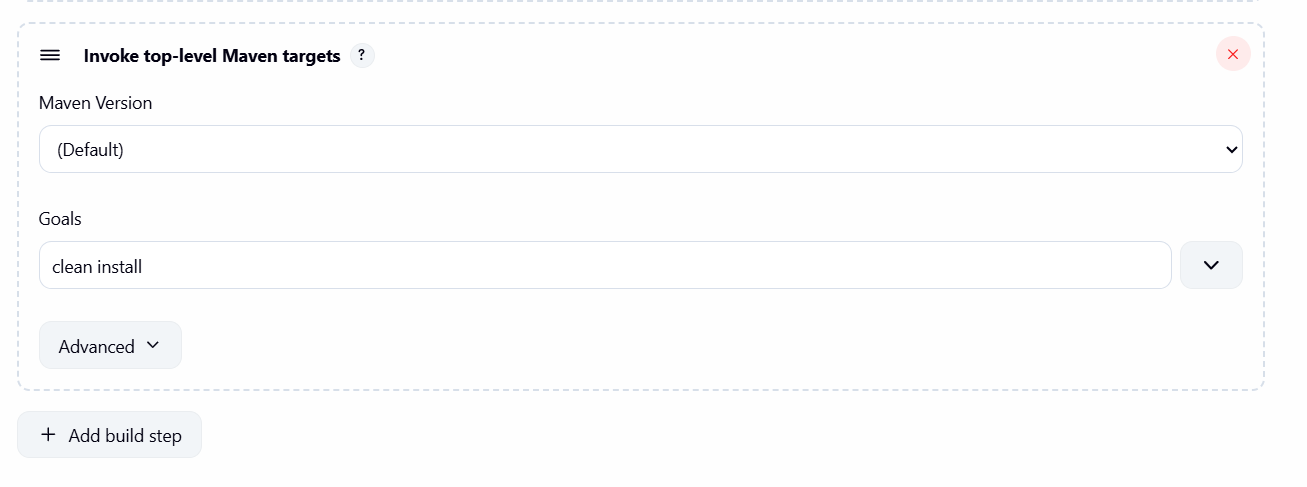 Invoke top-level Maven targets ?
Maven Version
(Default)
Goals
clean install
Advanced
+ Add build step